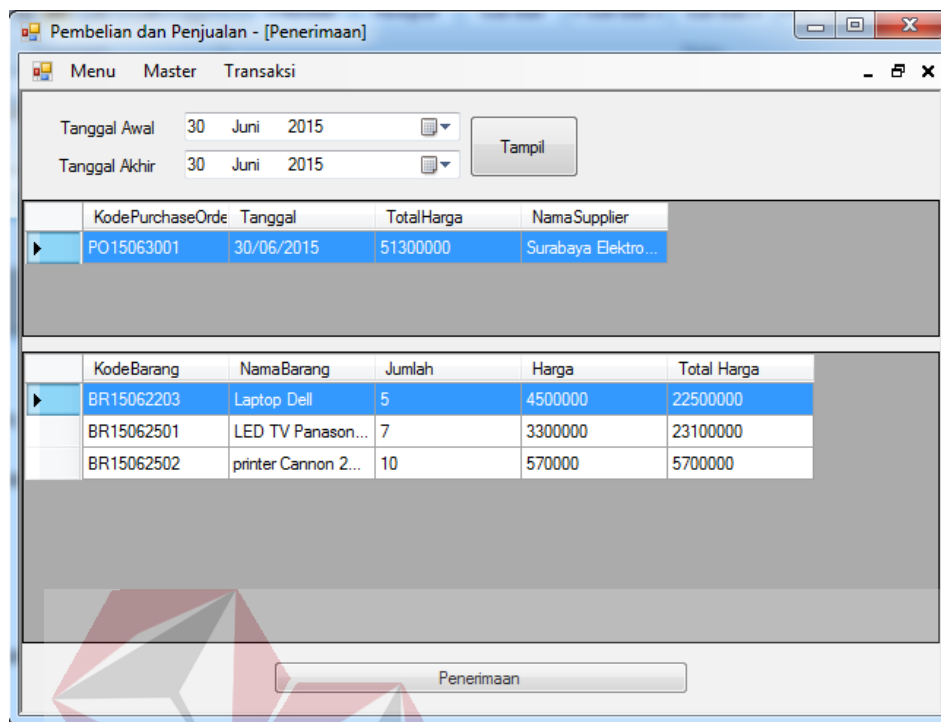 Pembelian dan Penjualan - [Penerimaan]
Menu Master Transaksi
Tanggal Awal 30 Juni 2015
Tampil
Tanggal Akhir 30 Juni 2015
KodePurchaseOrde Tanggal TotalHarga NamaSupplier
PO15063001 30/06/2015 51300000 Surabaya Elektro...
KodeBarang NamaBarang Jumlah Harga Total Harga
BR15062203 Laptop Dell 5 4500000 22500000
BR15062501 LED TV Panason... 7 3300000 23100000
BR15062502 printer Cannon 2... 10 570000 5700000
Penerimaan